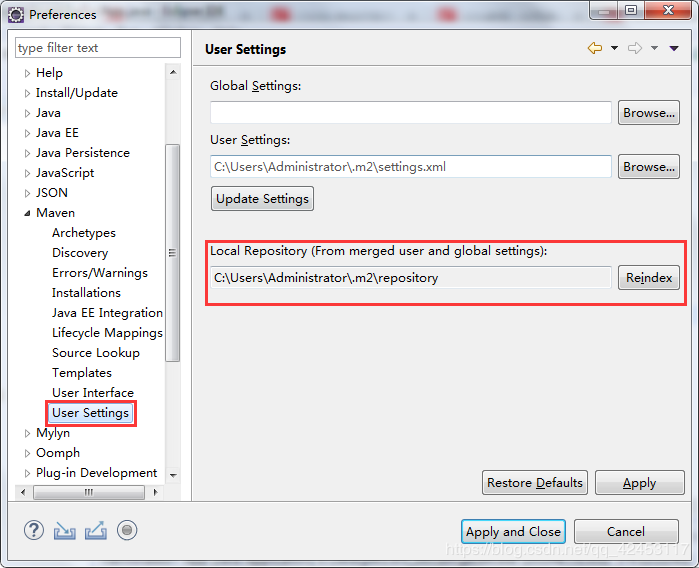 Preferences
type filter text
User Settings
Help
Install/Update
Java
Java EE
Java Persistence
JavaScript
JSON
Maven
Archetypes
Discovery
Errors/Warnings
Installations
Java EE Integration
Lifecycle Mappings
Source Lookup
Templates
User Interface
User Settings
Mylyn
Oomph
Plug-in Development
Global Settings:
Browse...
User Settings:
C:\Users\Administrator\.m2\settings.xml
Browse...
Update Settings
Local Repository (From merged user and global settings):
C:\Users\Administrator\.m2\repository
Reindex
Restore Defaults
Apply
Apply and Close
Cancel
https://blog.csdn.net/qq_42453117